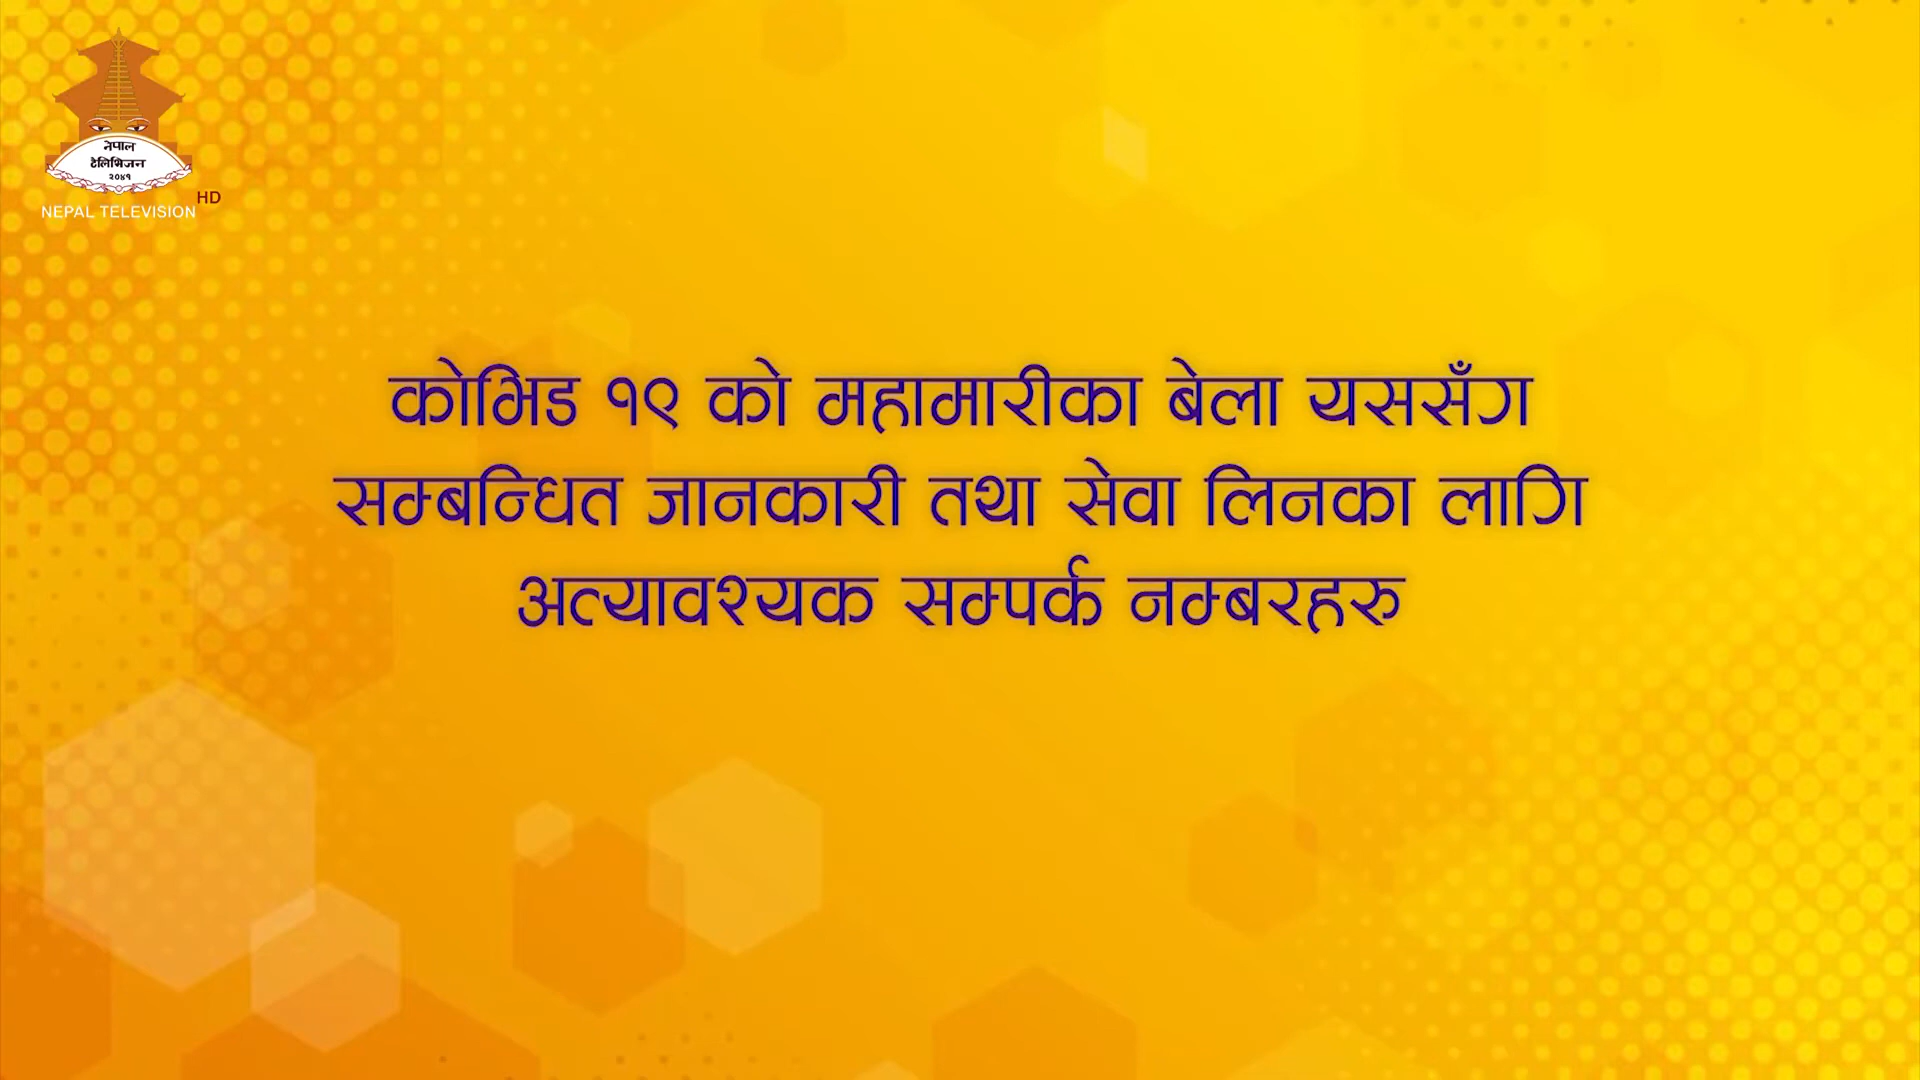 नेपाल
टेलिभिजन
२०४१
HD
NEPAL TELEVISION
कोभिड १९ को महामारीका बेला यससँग
सम्बन्धित जानकारी तथा सेवा लिनका लागि
अत्यावश्यक सम्पर्क नम्बरहरु